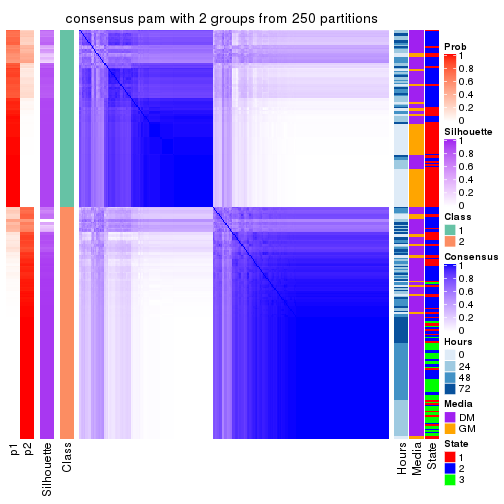 consensus pam with 2 groups from 250 partitions
p1
p2
Silhouette
Class
Hours
Media
State
Prob
1
0.8
0.6
0.4
0.2
0
Silhouette
1
0.8
0.6
0.4
0.2
0
Class
1
2
Consensus
1
0.8
0.6
0.4
0.2
0
Hours
0
24
48
72
Media
DM
GM
State
1
2
3